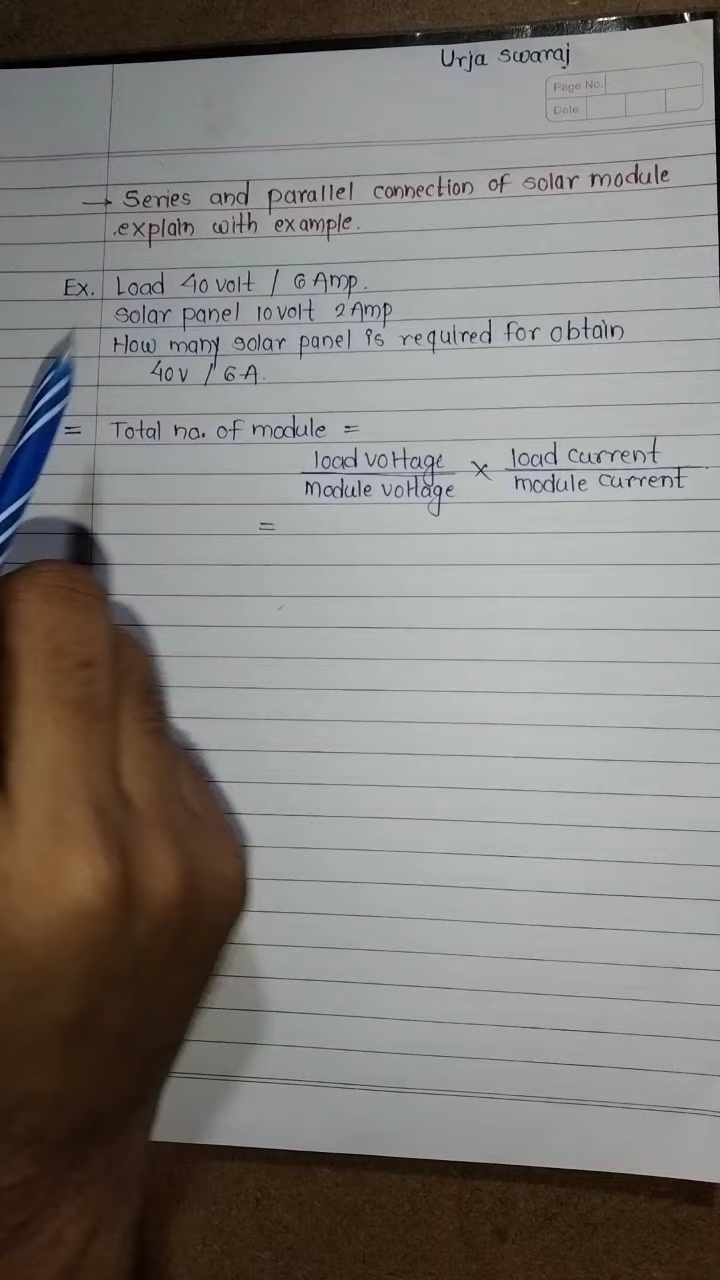 Urja swaraj
Page No.
Date
→ Series and parallel connection of solar module
.explain with example.
Ex. Load 40 volt / 6 Amp.
solar panel 10 volt 2 Amp
How many solar panel is required for obtain
40v / 6A.
= Total no. of module =
load voltage / module voltage × load current / module current
=